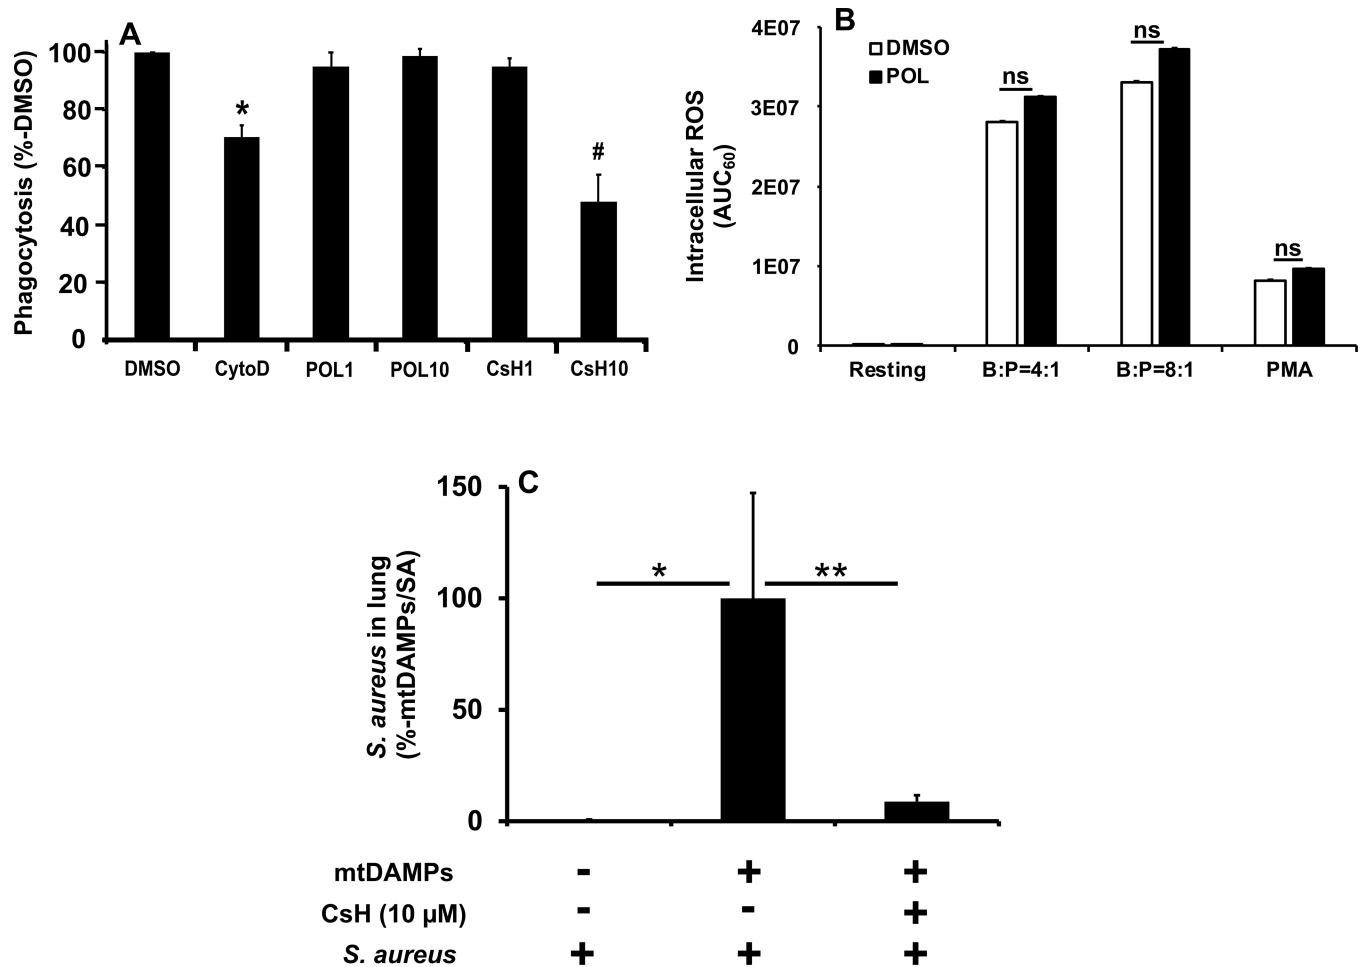 A
Phagocytosis (%-DMSO)
100
80
60
40
20
0
*
#
DMSO CytoD POL1 POL10 CsH1 CsH10
B
Intracellular ROS
(AUC60)
4E07
3E07
2E07
1E07
0
DMSO
POL
ns
ns
ns
Resting B:P=4:1 B:P=8:1 PMA
C
S. aureus in lung
(%-mtDAMPs/SA)
150
100
50
0
* **
mtDAMPs - + +
CsH (10 µM) - - +
S. aureus + + +